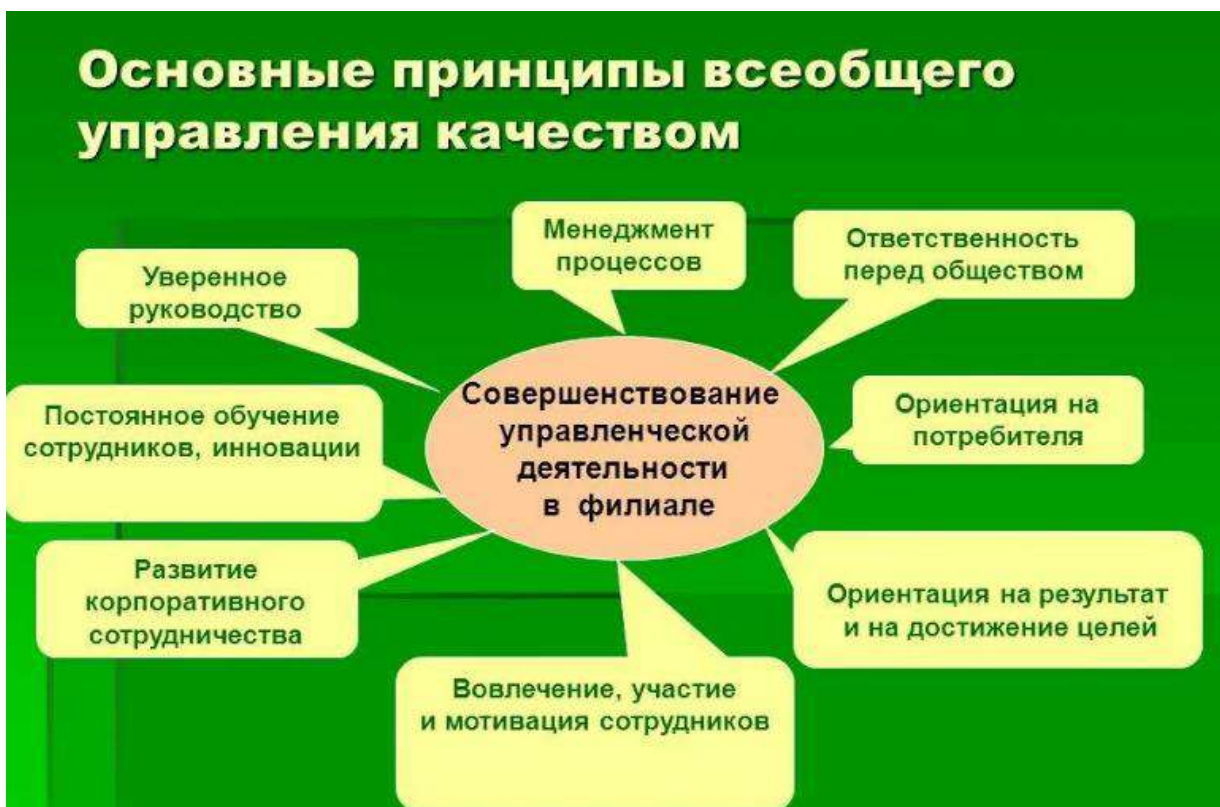 Основные принципы всеобщего
управления качеством
Менеджмент
процессов
Ответственность
перед обществом
Уверенное
руководство
Совершенствование
управленческой
деятельности
в филиале
Ориентация на
потребителя
Постоянное обучение
сотрудников, инновации
Развитие
корпоративного
сотрудничества
Ориентация на результат
и на достижение целей
Вовлечение, участие
и мотивация сотрудников